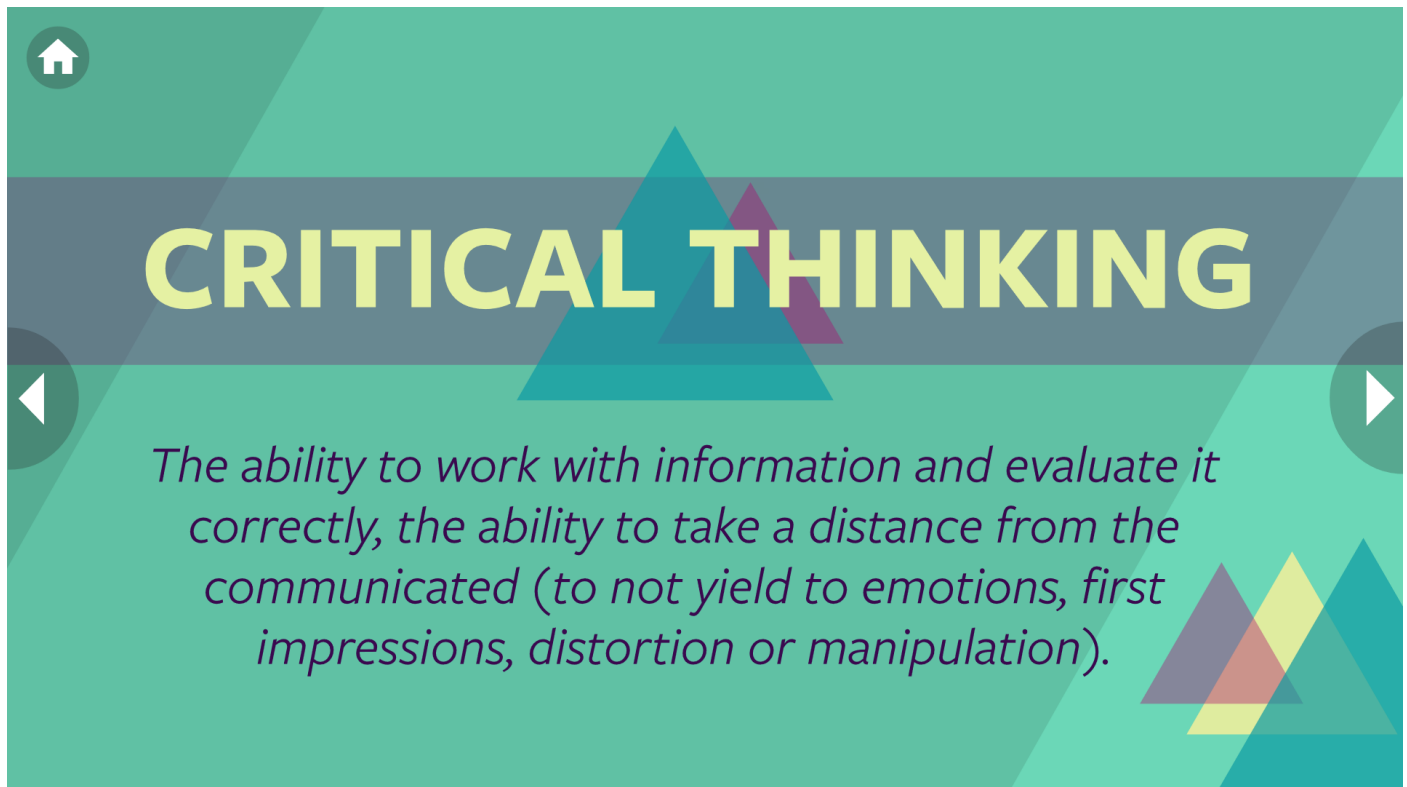 CRITICAL THINKING
The ability to work with information and evaluate it
correctly, the ability to take a distance from the
communicated (to not yield to emotions, first
impressions, distortion or manipulation).